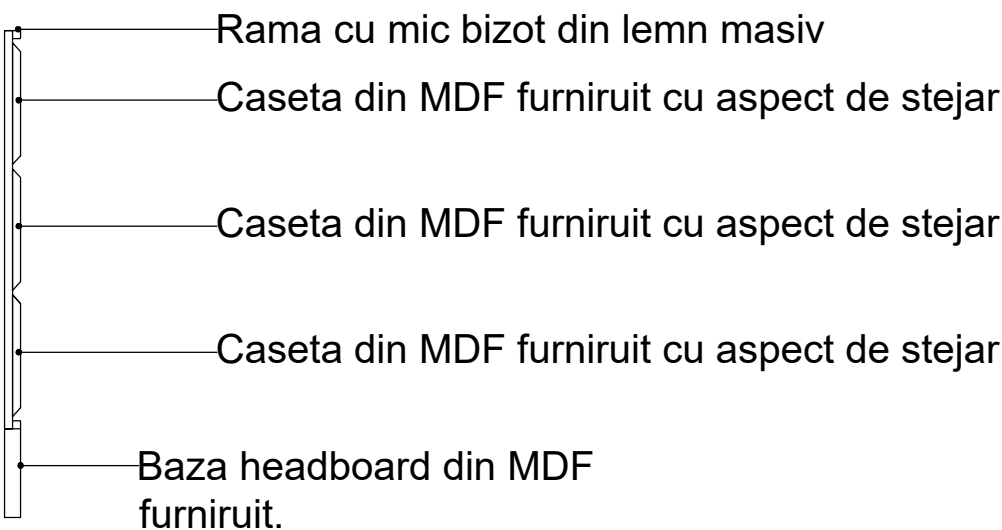 Rama cu mic bizot din lemn masiv
Caseta din MDF furniruit cu aspect de stejar
Caseta din MDF furniruit cu aspect de stejar
Caseta din MDF furniruit cu aspect de stejar
Baza headboard din MDF
furniruit.